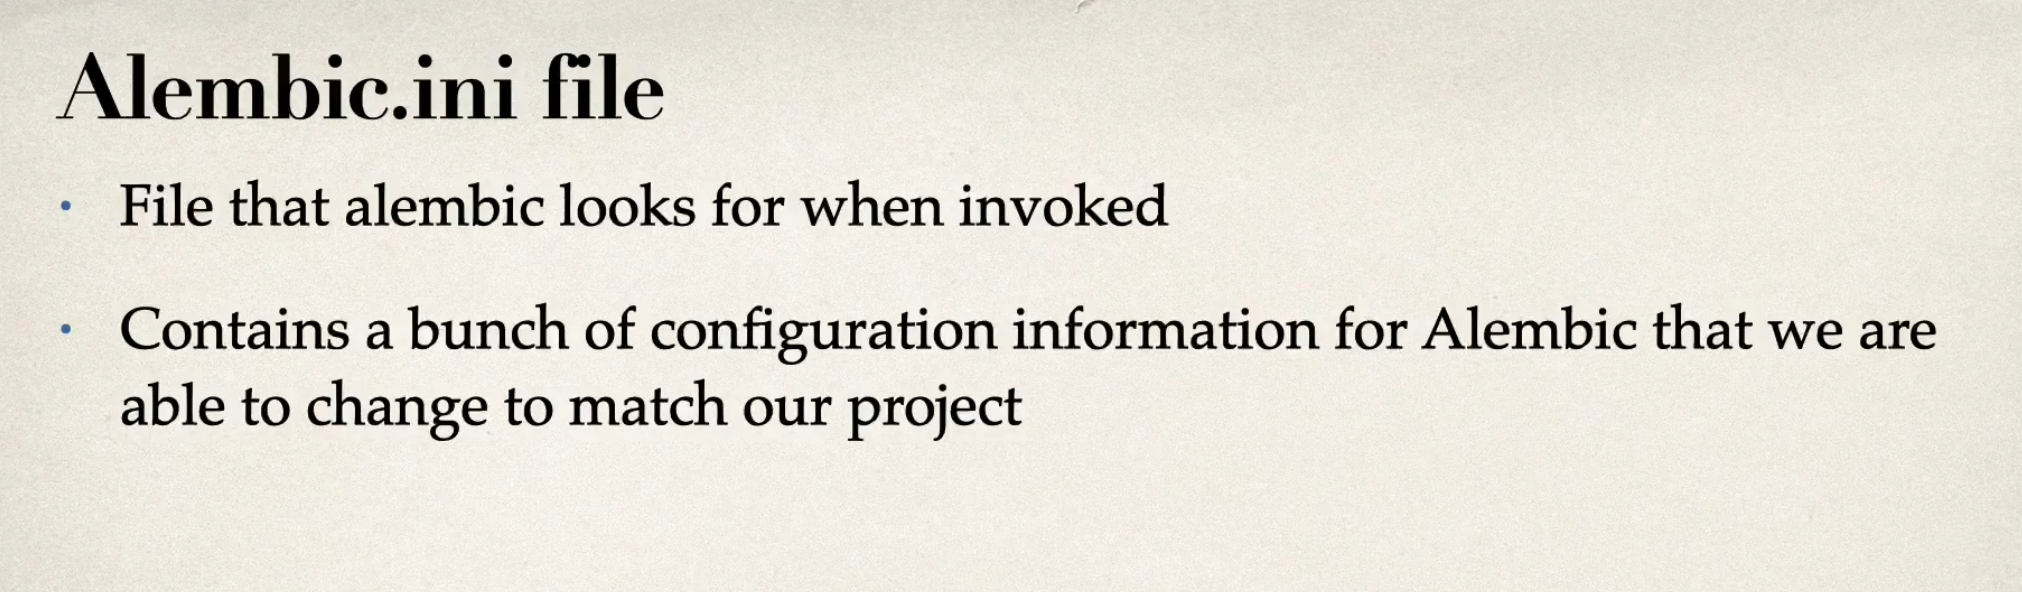 Alembic.ini file
• File that alembic looks for when invoked
• Contains a bunch of configuration information for Alembic that we are
able to change to match our project